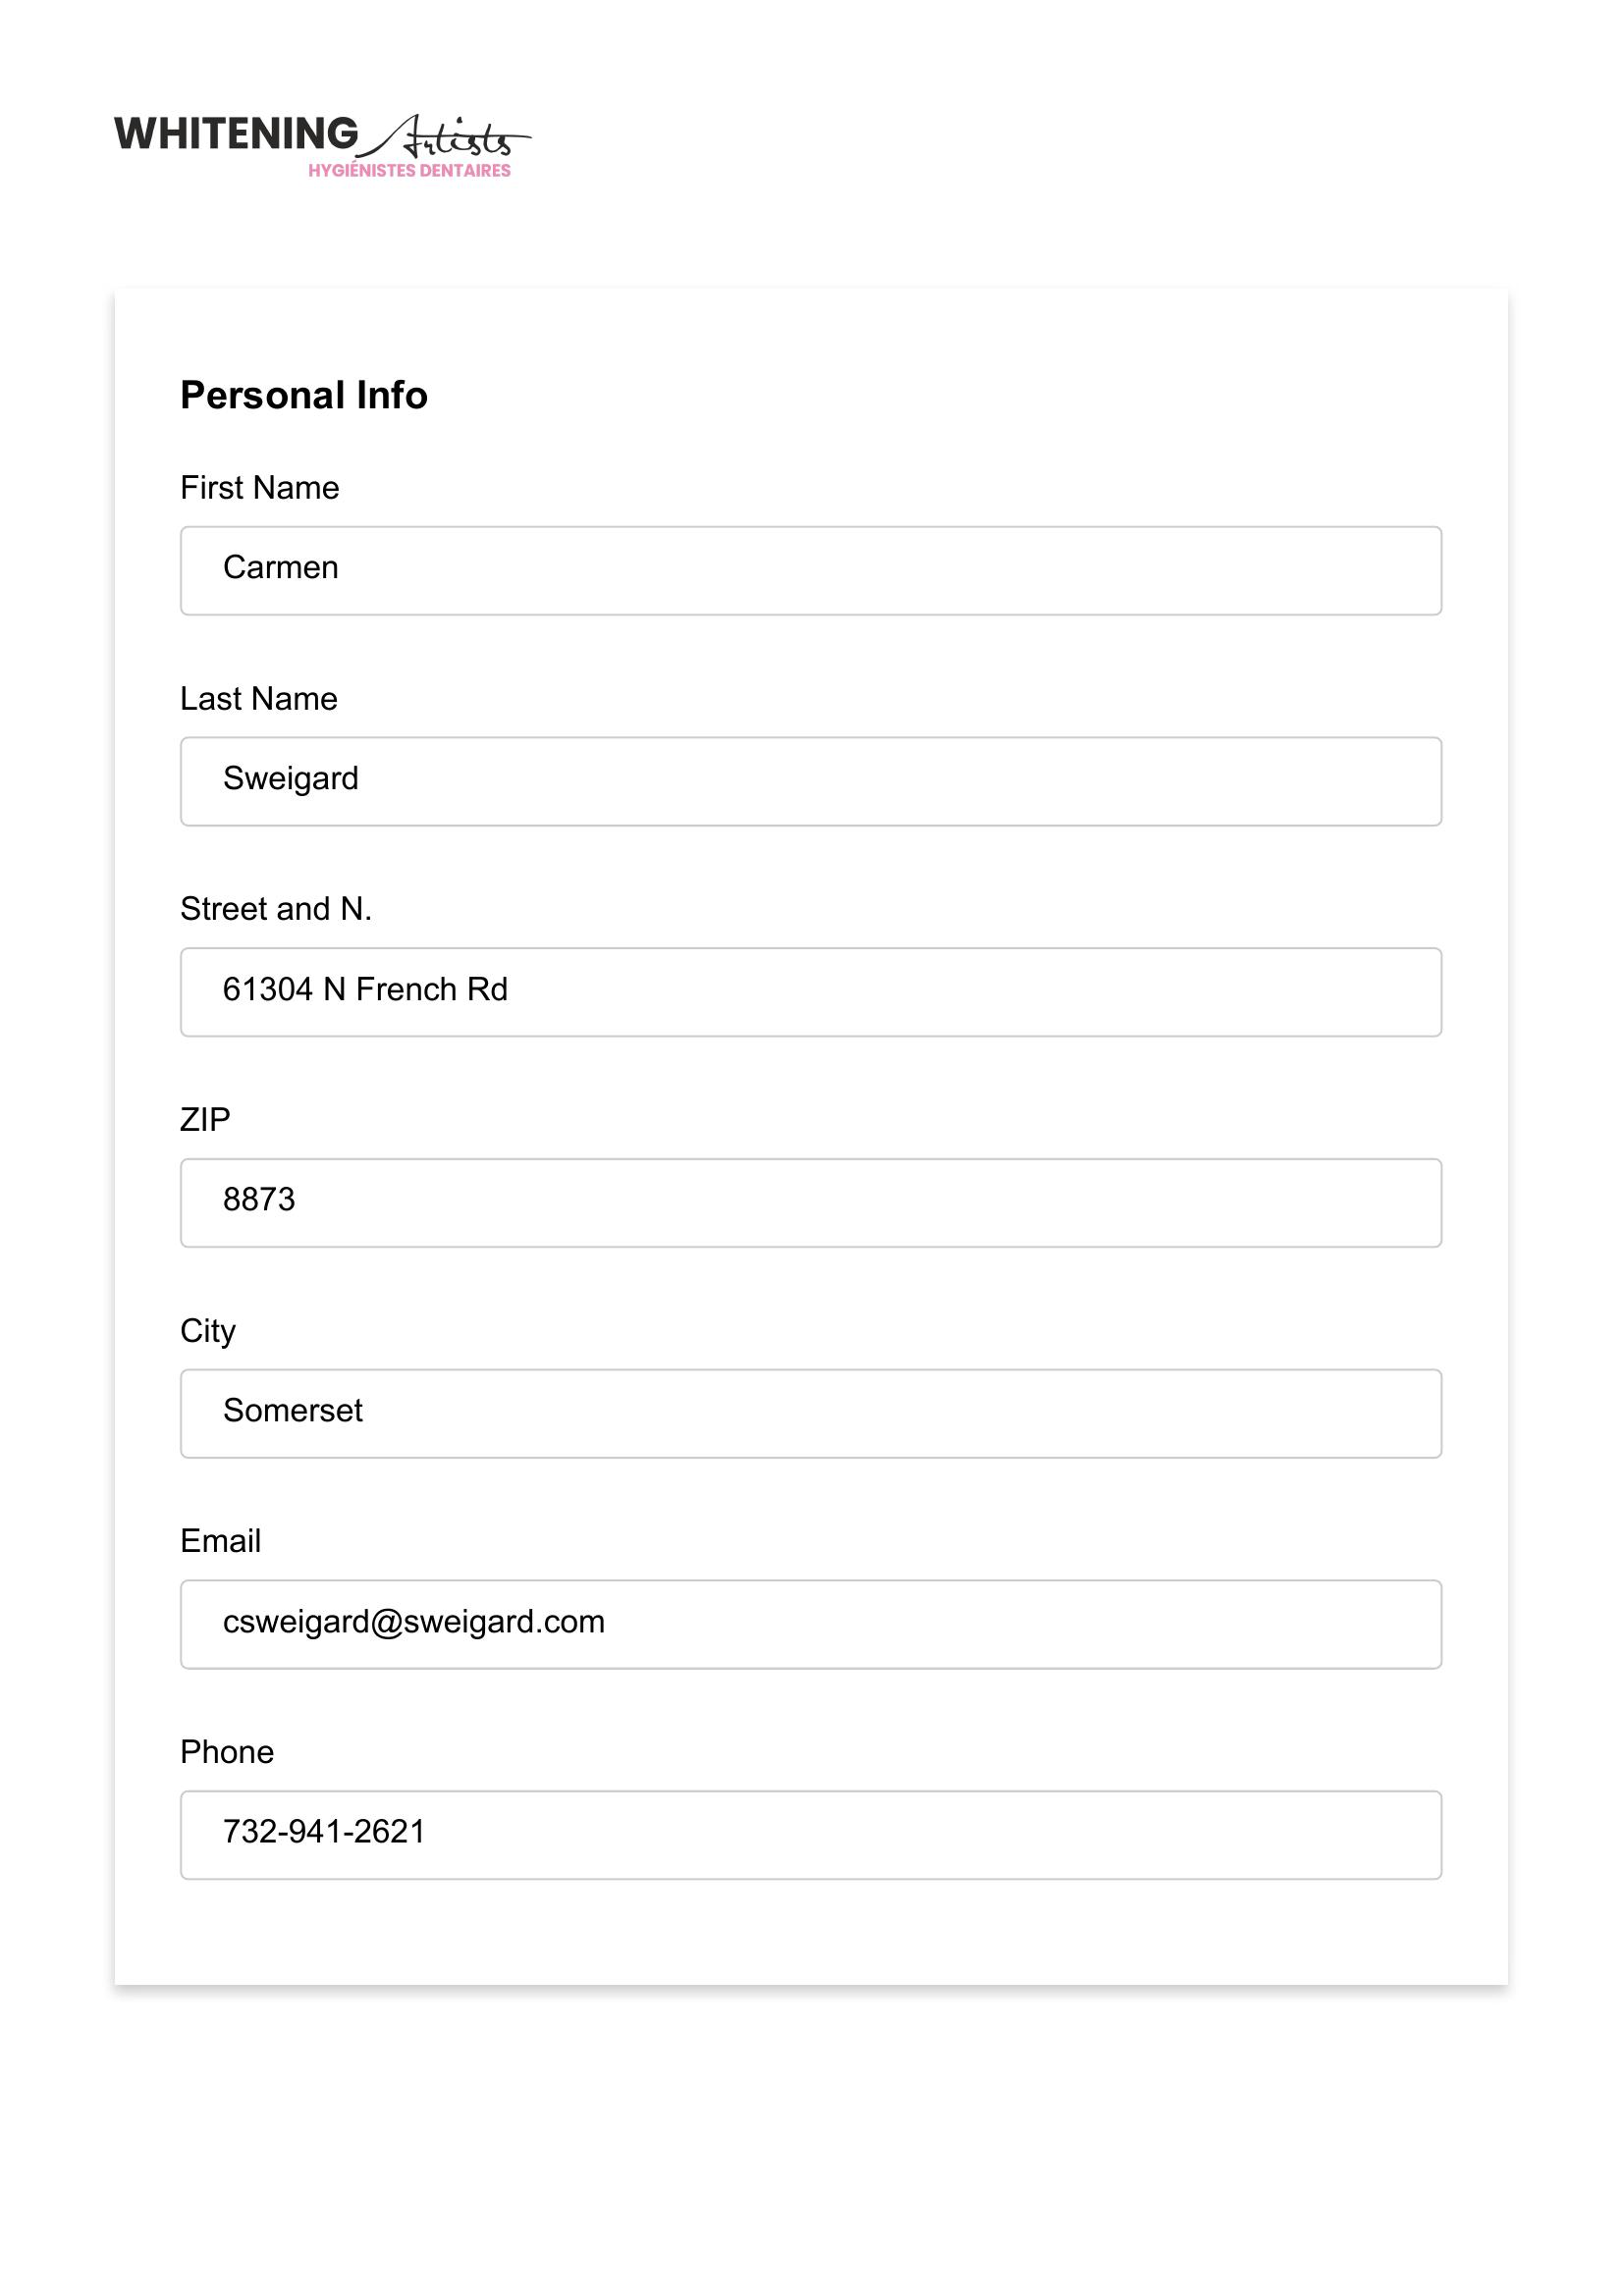 WHITENING Artists
HYGIÉNISTES DENTAIRES
Personal Info
First Name
Carmen
Last Name
Sweigard
Street and N.
61304 N French Rd
ZIP
8873
City
Somerset
Email
csweigard@sweigard.com
Phone
732-941-2621